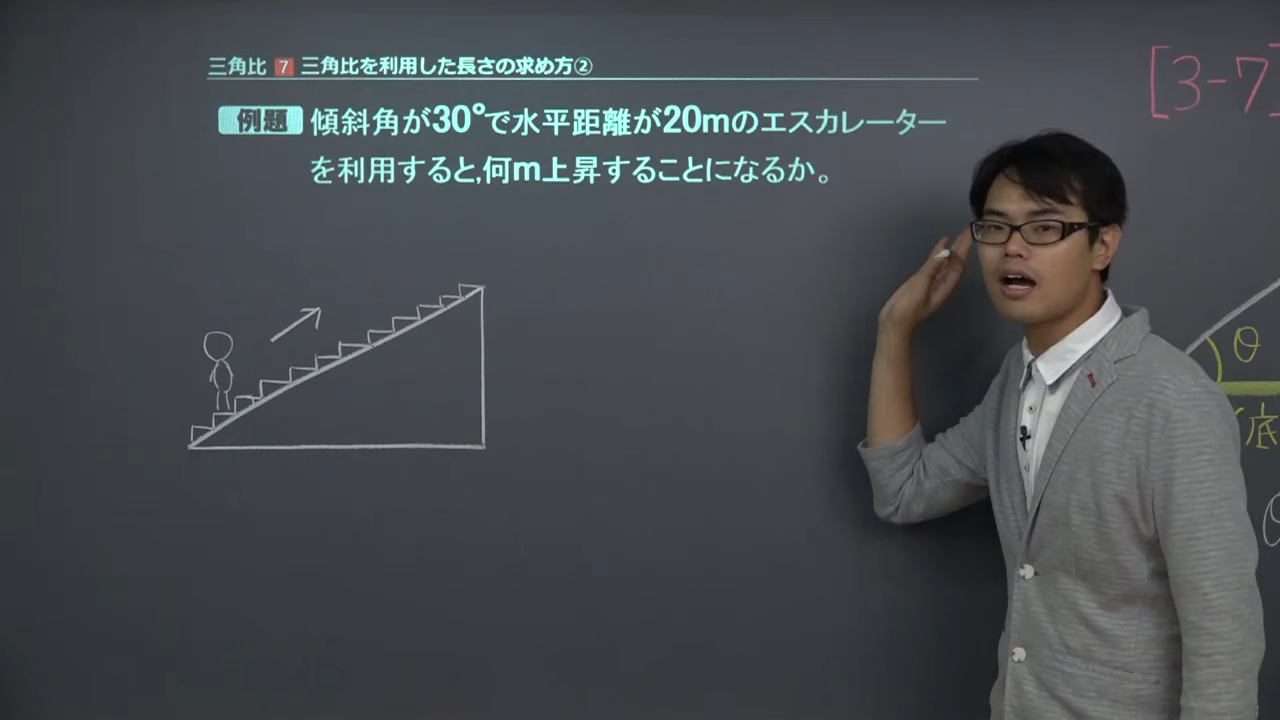 三角比 7 三角比を利用した長さの求め方②
例題 傾斜角が30°で水平距離が20mのエスカレーター
を利用すると,何m上昇することになるか。
[3-7]
θ
底
θ